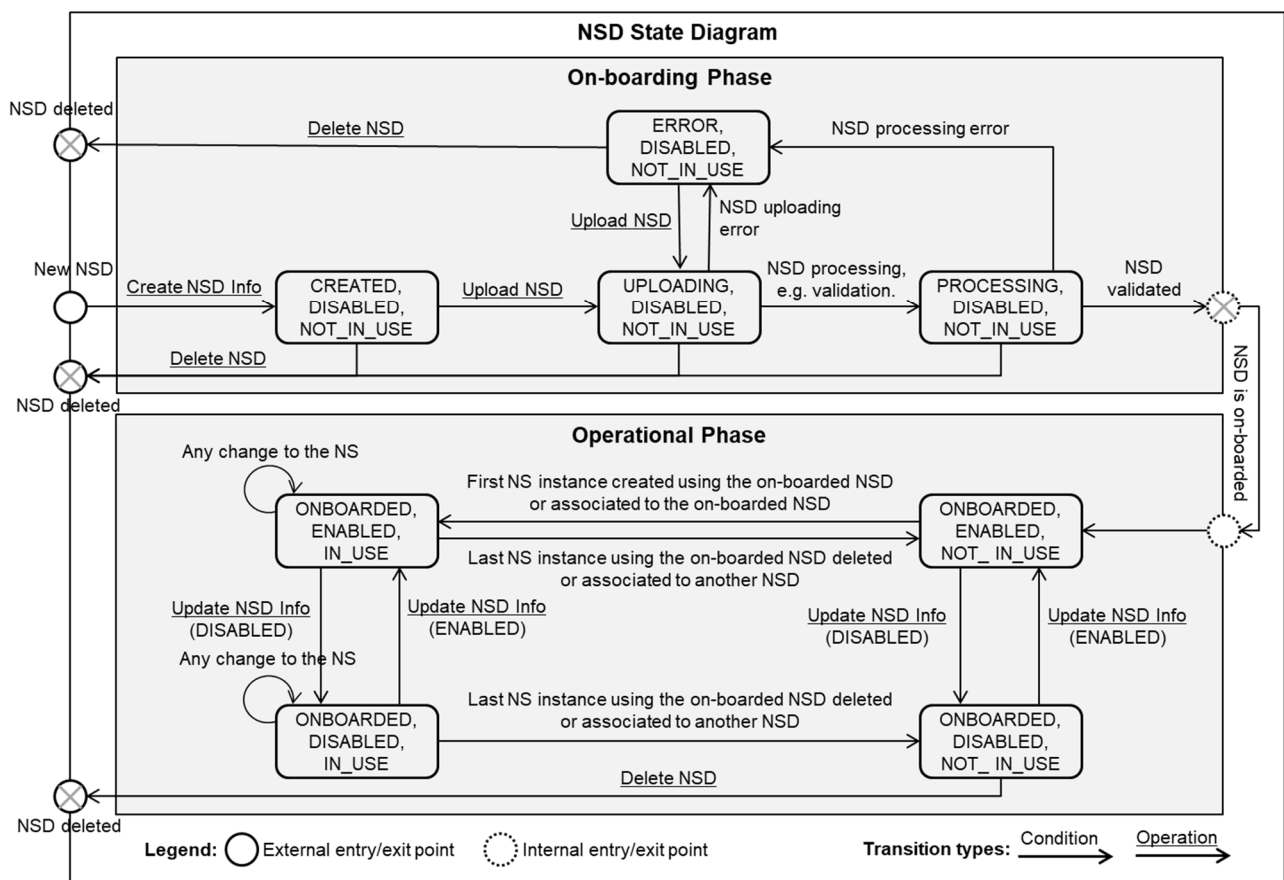 NSD State Diagram
On-boarding Phase
NSD deleted
Delete NSD
ERROR,
DISABLED,
NOT_IN_USE
NSD processing error
Upload NSD
NSD uploading
error
New NSD
Create NSD Info
CREATED,
DISABLED,
NOT_IN_USE
Upload NSD
UPLOADING,
DISABLED,
NOT_IN_USE
NSD processing,
e.g. validation.
PROCESSING,
DISABLED,
NOT_IN_USE
NSD
validated
Delete NSD
NSD deleted
NSD is on-boarded
Operational Phase
Any change to the NS
ONBOARDED,
ENABLED,
IN_USE
First NS instance created using the on-boarded NSD
or associated to the on-boarded NSD
Last NS instance using the on-boarded NSD deleted
or associated to another NSD
ONBOARDED,
ENABLED,
NOT_ IN_USE
Update NSD Info
(DISABLED)
Update NSD Info
(ENABLED)
Update NSD Info
(DISABLED)
Update NSD Info
(ENABLED)
Any change to the NS
ONBOARDED,
DISABLED,
IN_USE
Last NS instance using the on-boarded NSD deleted
or associated to another NSD
ONBOARDED,
DISABLED,
NOT_ IN_USE
Delete NSD
NSD deleted
Legend:
External entry/exit point
Internal entry/exit point
Transition types:
Condition
Operation